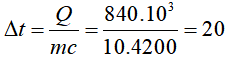 Δt = Q/mc = 840.10³/10.4200 = 20